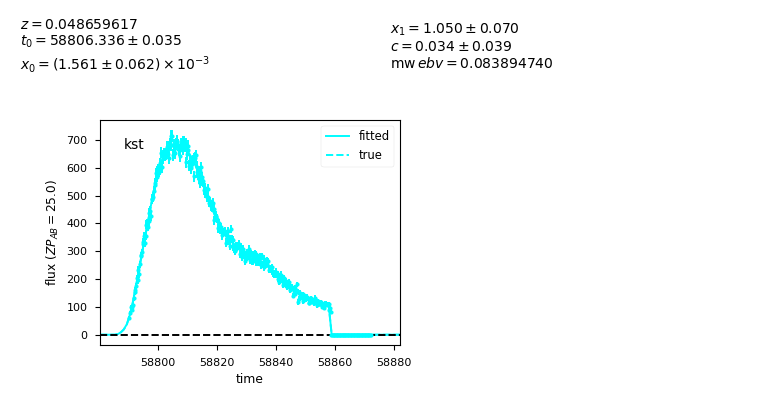 z = 0.048659617
t₀ = 58806.336 ± 0.035
x₀ = (1.561 ± 0.062) × 10⁻³
x₁ = 1.050 ± 0.070
c = 0.034 ± 0.039
mw ebv = 0.083894740
kst
fitted
true
700
600
500
400
300
200
100
0
flux (ZP_AB = 25.0)
58800 58820 58840 58860 58880
time